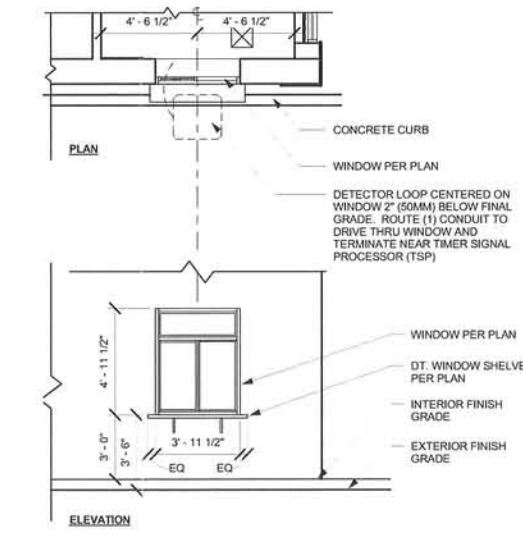 4' - 6 1/2" 4' - 6 1/2"
CONCRETE CURB
PLAN
WINDOW PER PLAN
DETECTOR LOOP CENTERED ON
WINDOW 2" (50MM) BELOW FINAL
GRADE. ROUTE (1) CONDUIT TO
DRIVE THRU WINDOW AND
TERMINATE NEAR TIMER SIGNAL
PROCESSOR (TSP)
WINDOW PER PLAN
4' - 11 1/2"
DT. WINDOW SHELVE
PER PLAN
INTERIOR FINISH
GRADE
3' - 0"
3' - 6"
3' - 11 1/2"
EQ EQ
EXTERIOR FINISH
GRADE
ELEVATION